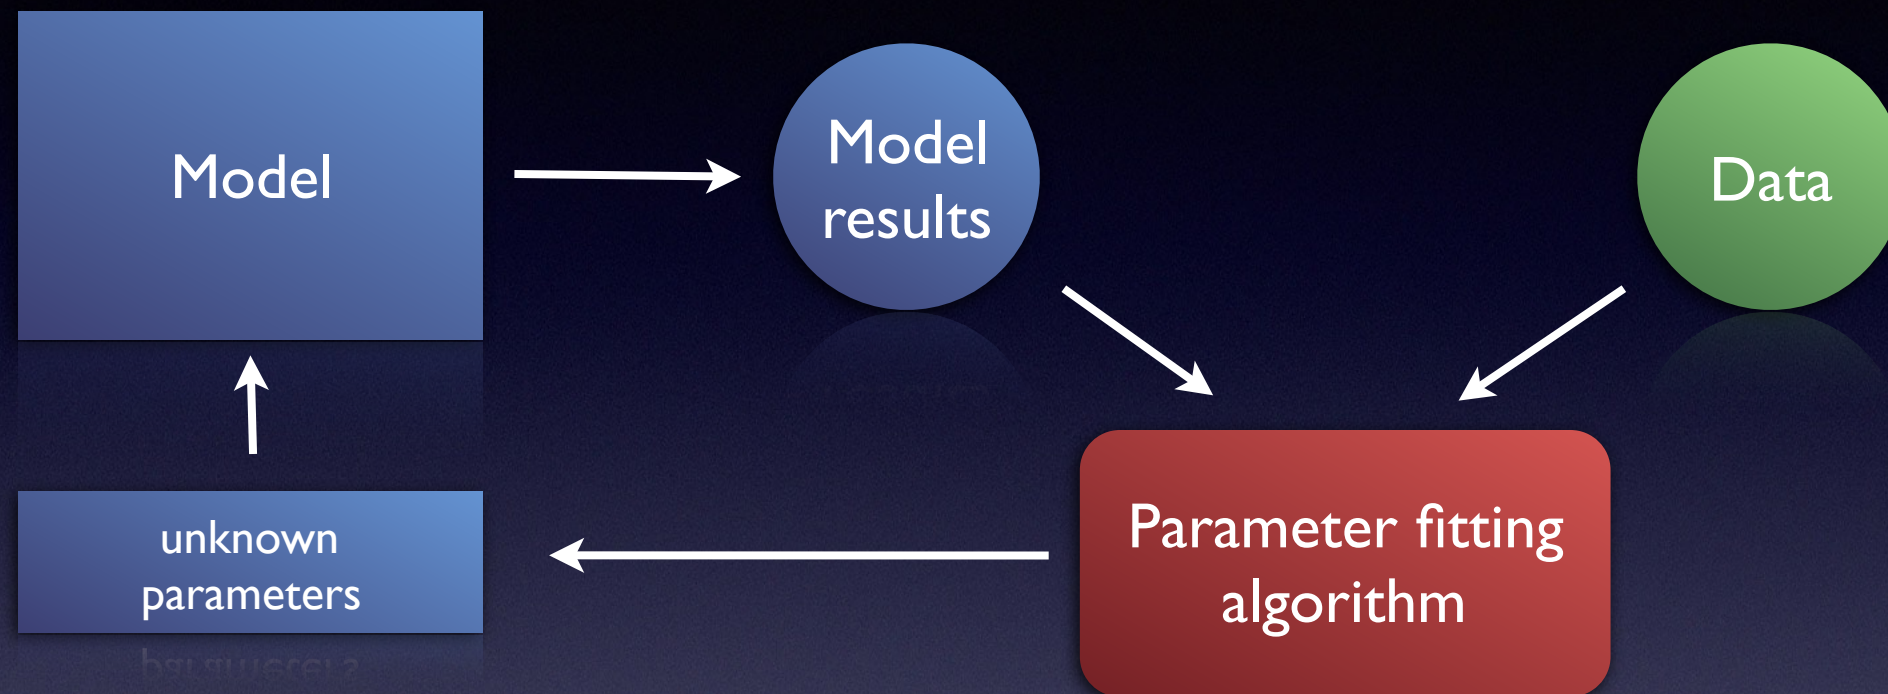 Model
Model
results
Data
unknown
parameters
Parameter fitting
algorithm